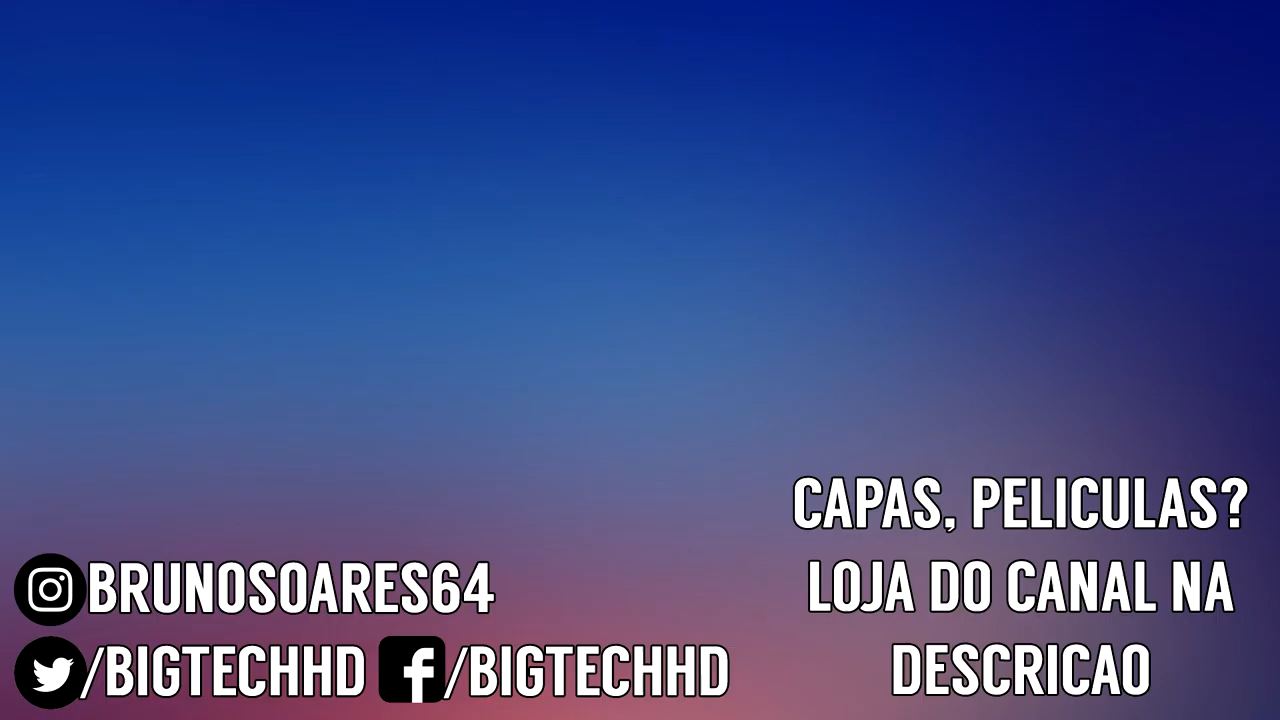 BRUNOSOARES64
/BIGTECHHD /BIGTECHHD
CAPAS, PELICULAS?
LOJA DO CANAL NA
DESCRICAO